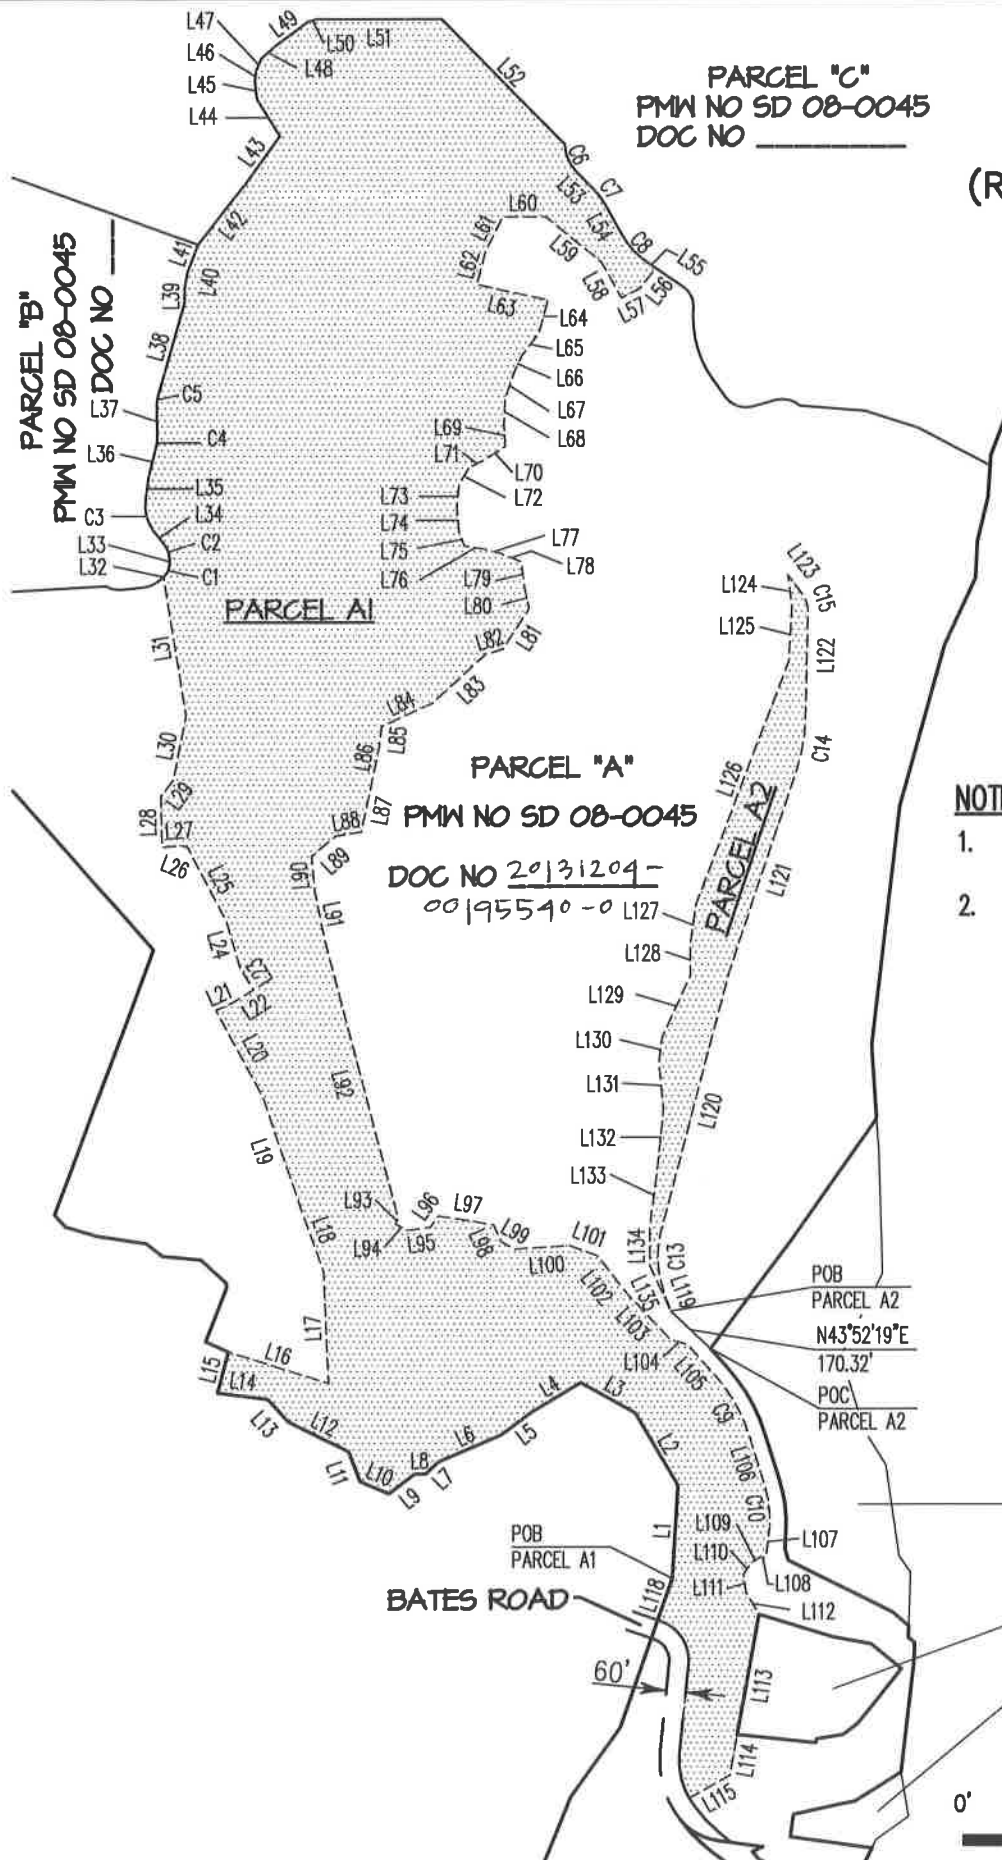 L49
L47
L46
L45
L44
L50
L51
L48
L52
L43
PARCEL "C"
PMW NO SD 08-0045
DOC NO
(R
C6
L53
C7
L54
C8
L55
L56
L57
L58
L59
L60
L61
L62
L63
L64
L65
L66
L67
L68
L69
L70
L71
L72
L73
L74
L75
L76
L77
L78
L79
L80
L81
L82
L83
L84
L85
L86
L87
L88
L89
L90
L91
L92
L42
L41
L40
L39
L38
C5
L37
C4
L36
L35
C3
L34
L33
C2
L32
C1
PARCEL "B"
PMW NO SD 08-0045
DOC NO
PARCEL A1
L31
L30
L29
L28
L27
L26
L25
L24
L23
L22
L21
L20
L19
L18
L17
L16
L15
L14
L13
L12
L11
L10
L9
L8
L7
L6
L5
L4
L3
L2
L1
PARCEL "A"
PMW NO SD 08-0045
DOC NO 20131204-
00195540-0
L123
L124
C15
L125
L122
C14
L126
PARCEL A2
L121
L127
L128
L129
L130
L131
L120
L132
L133
L134
C13
L135
L119
NOT
1.
2.
L93
L94
L95
L96
L97
L98
L99
L100
L101
L102
L103
L104
L105
C9
L106
C10
L107
L108
L109
L110
L111
L112
L113
L114
L115
L118
POB
PARCEL A2
N43°52'19"E
170.32'
POC
PARCEL A2
POB
PARCEL A1
BATES ROAD
60'
0'